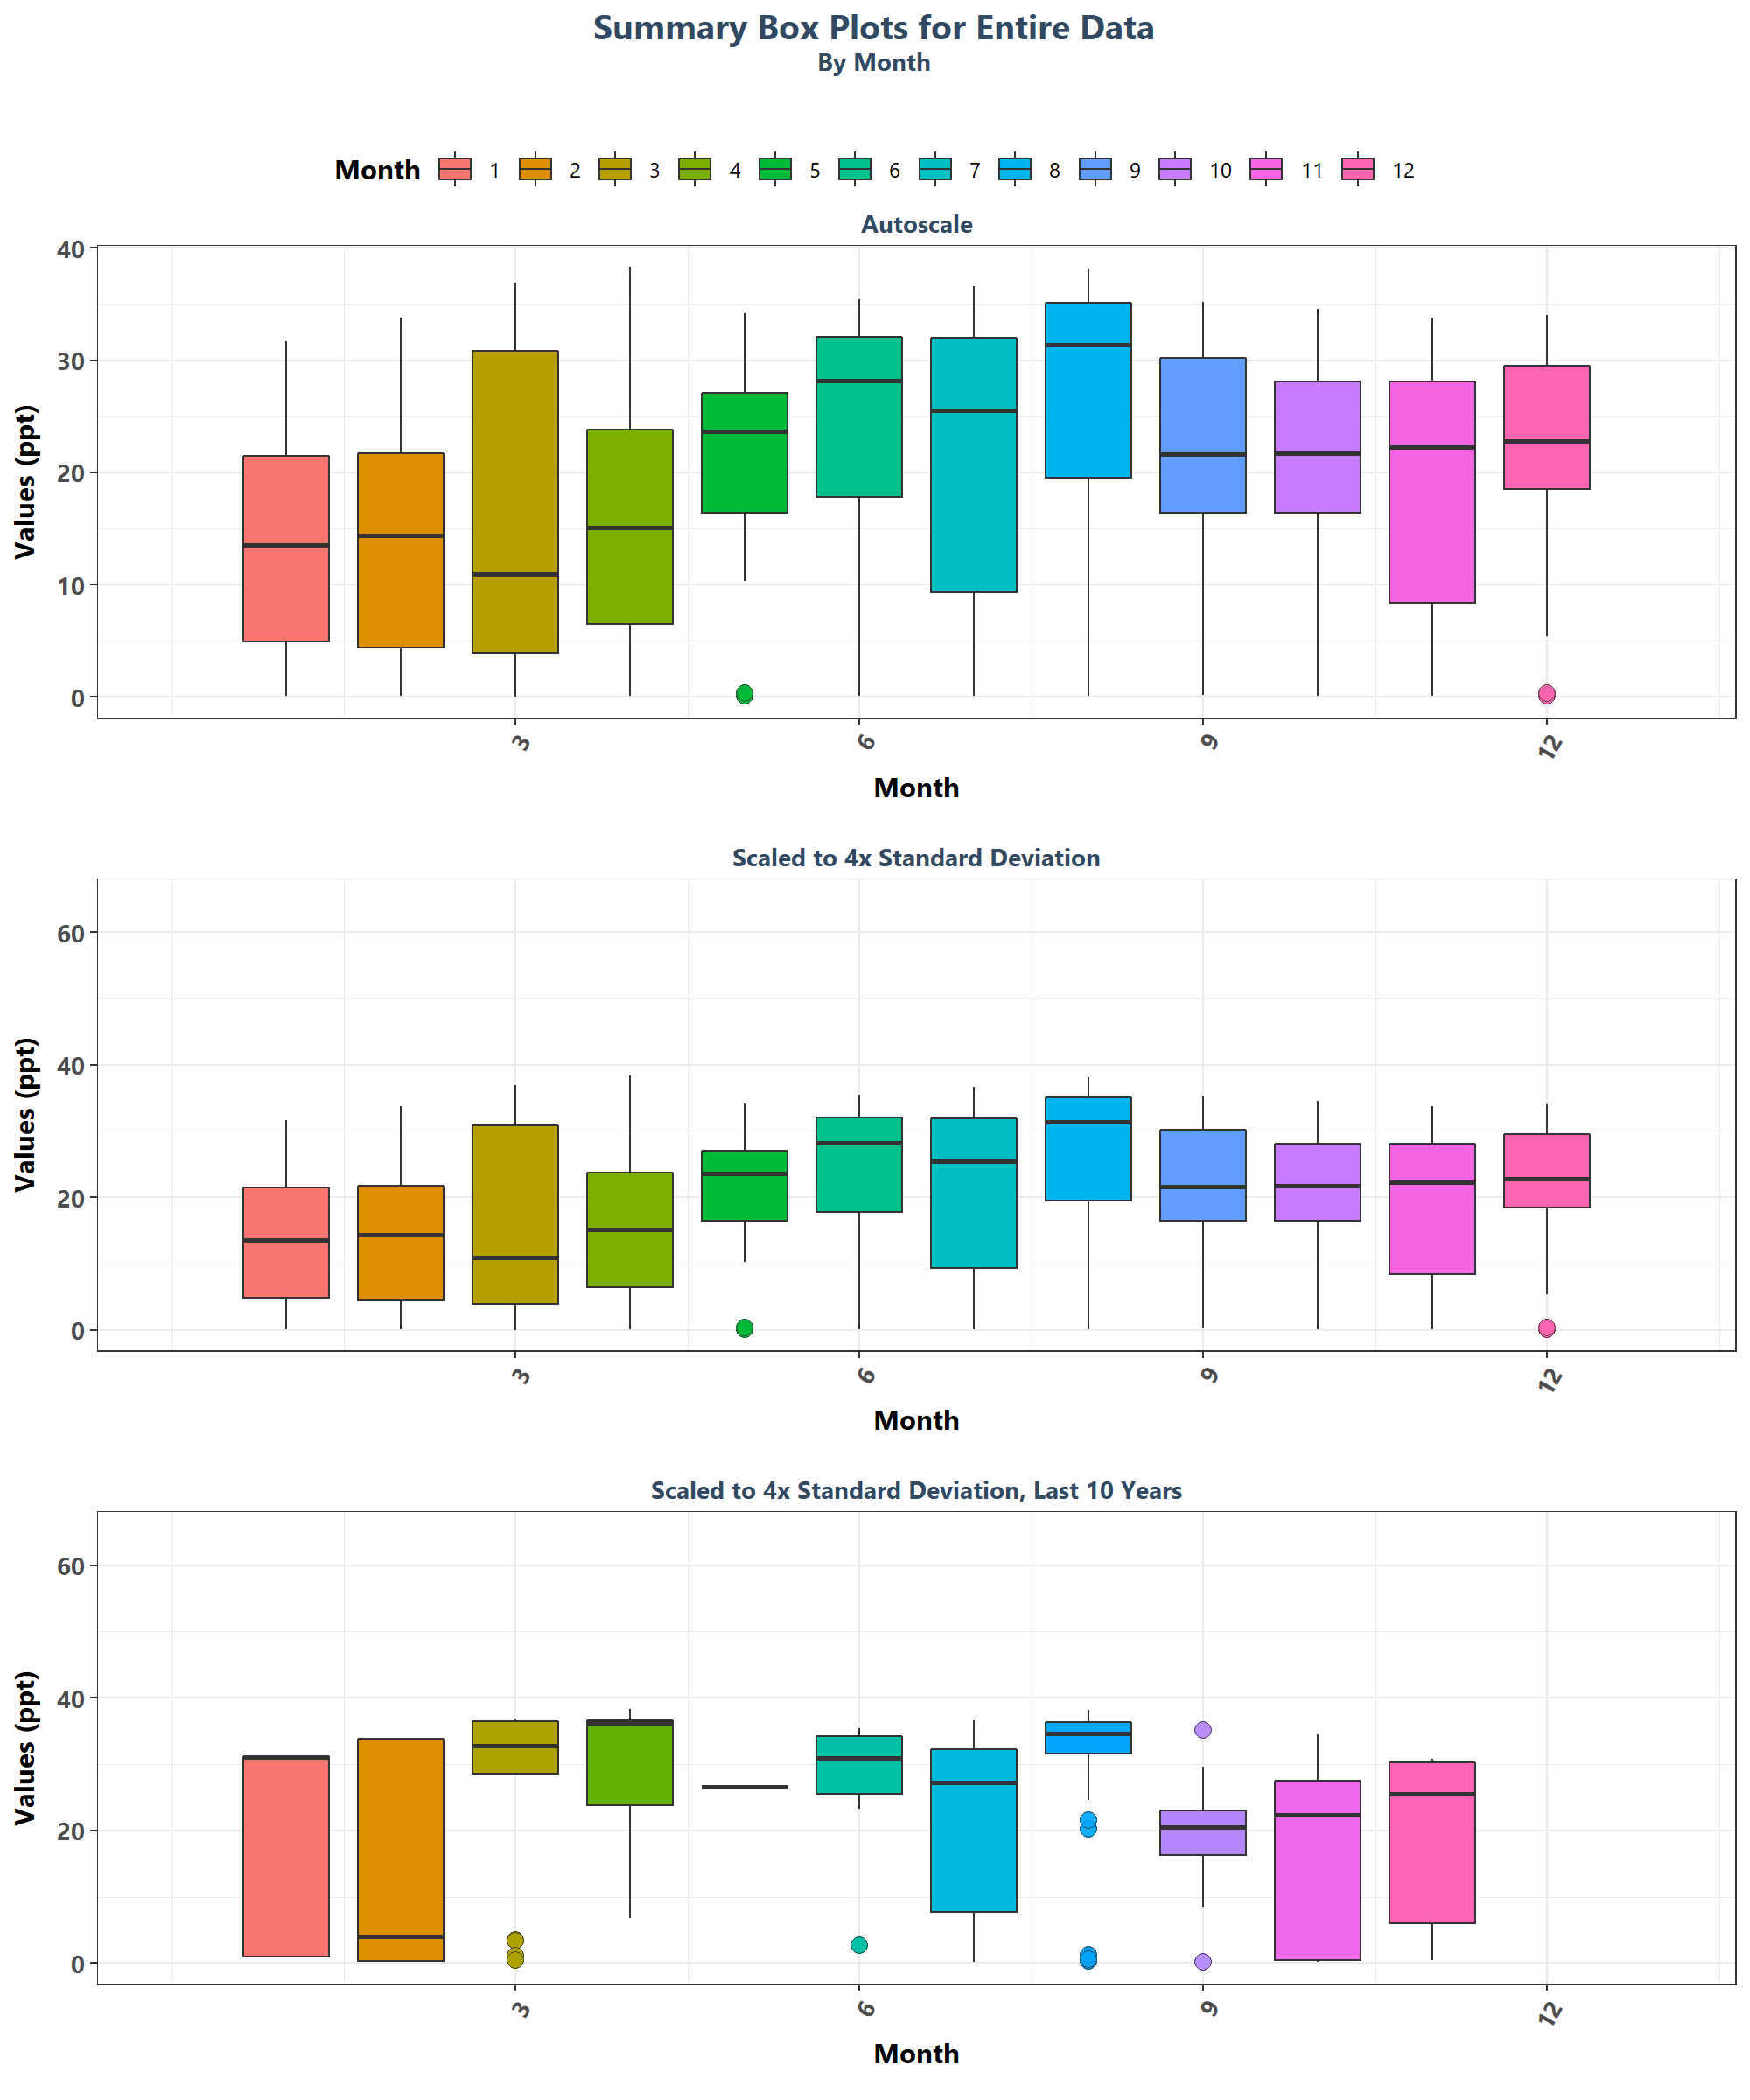 Summary Box Plots for Entire Data
By Month
Month 1 2 3 4 5 6 7 8 9 10 11 12
Autoscale
Values (ppt)
40
30
20
10
0
3 6 9 12
Month
Scaled to 4x Standard Deviation
Values (ppt)
60
40
20
0
3 6 9 12
Month
Scaled to 4x Standard Deviation, Last 10 Years
Values (ppt)
60
40
20
0
3 6 9 12
Month